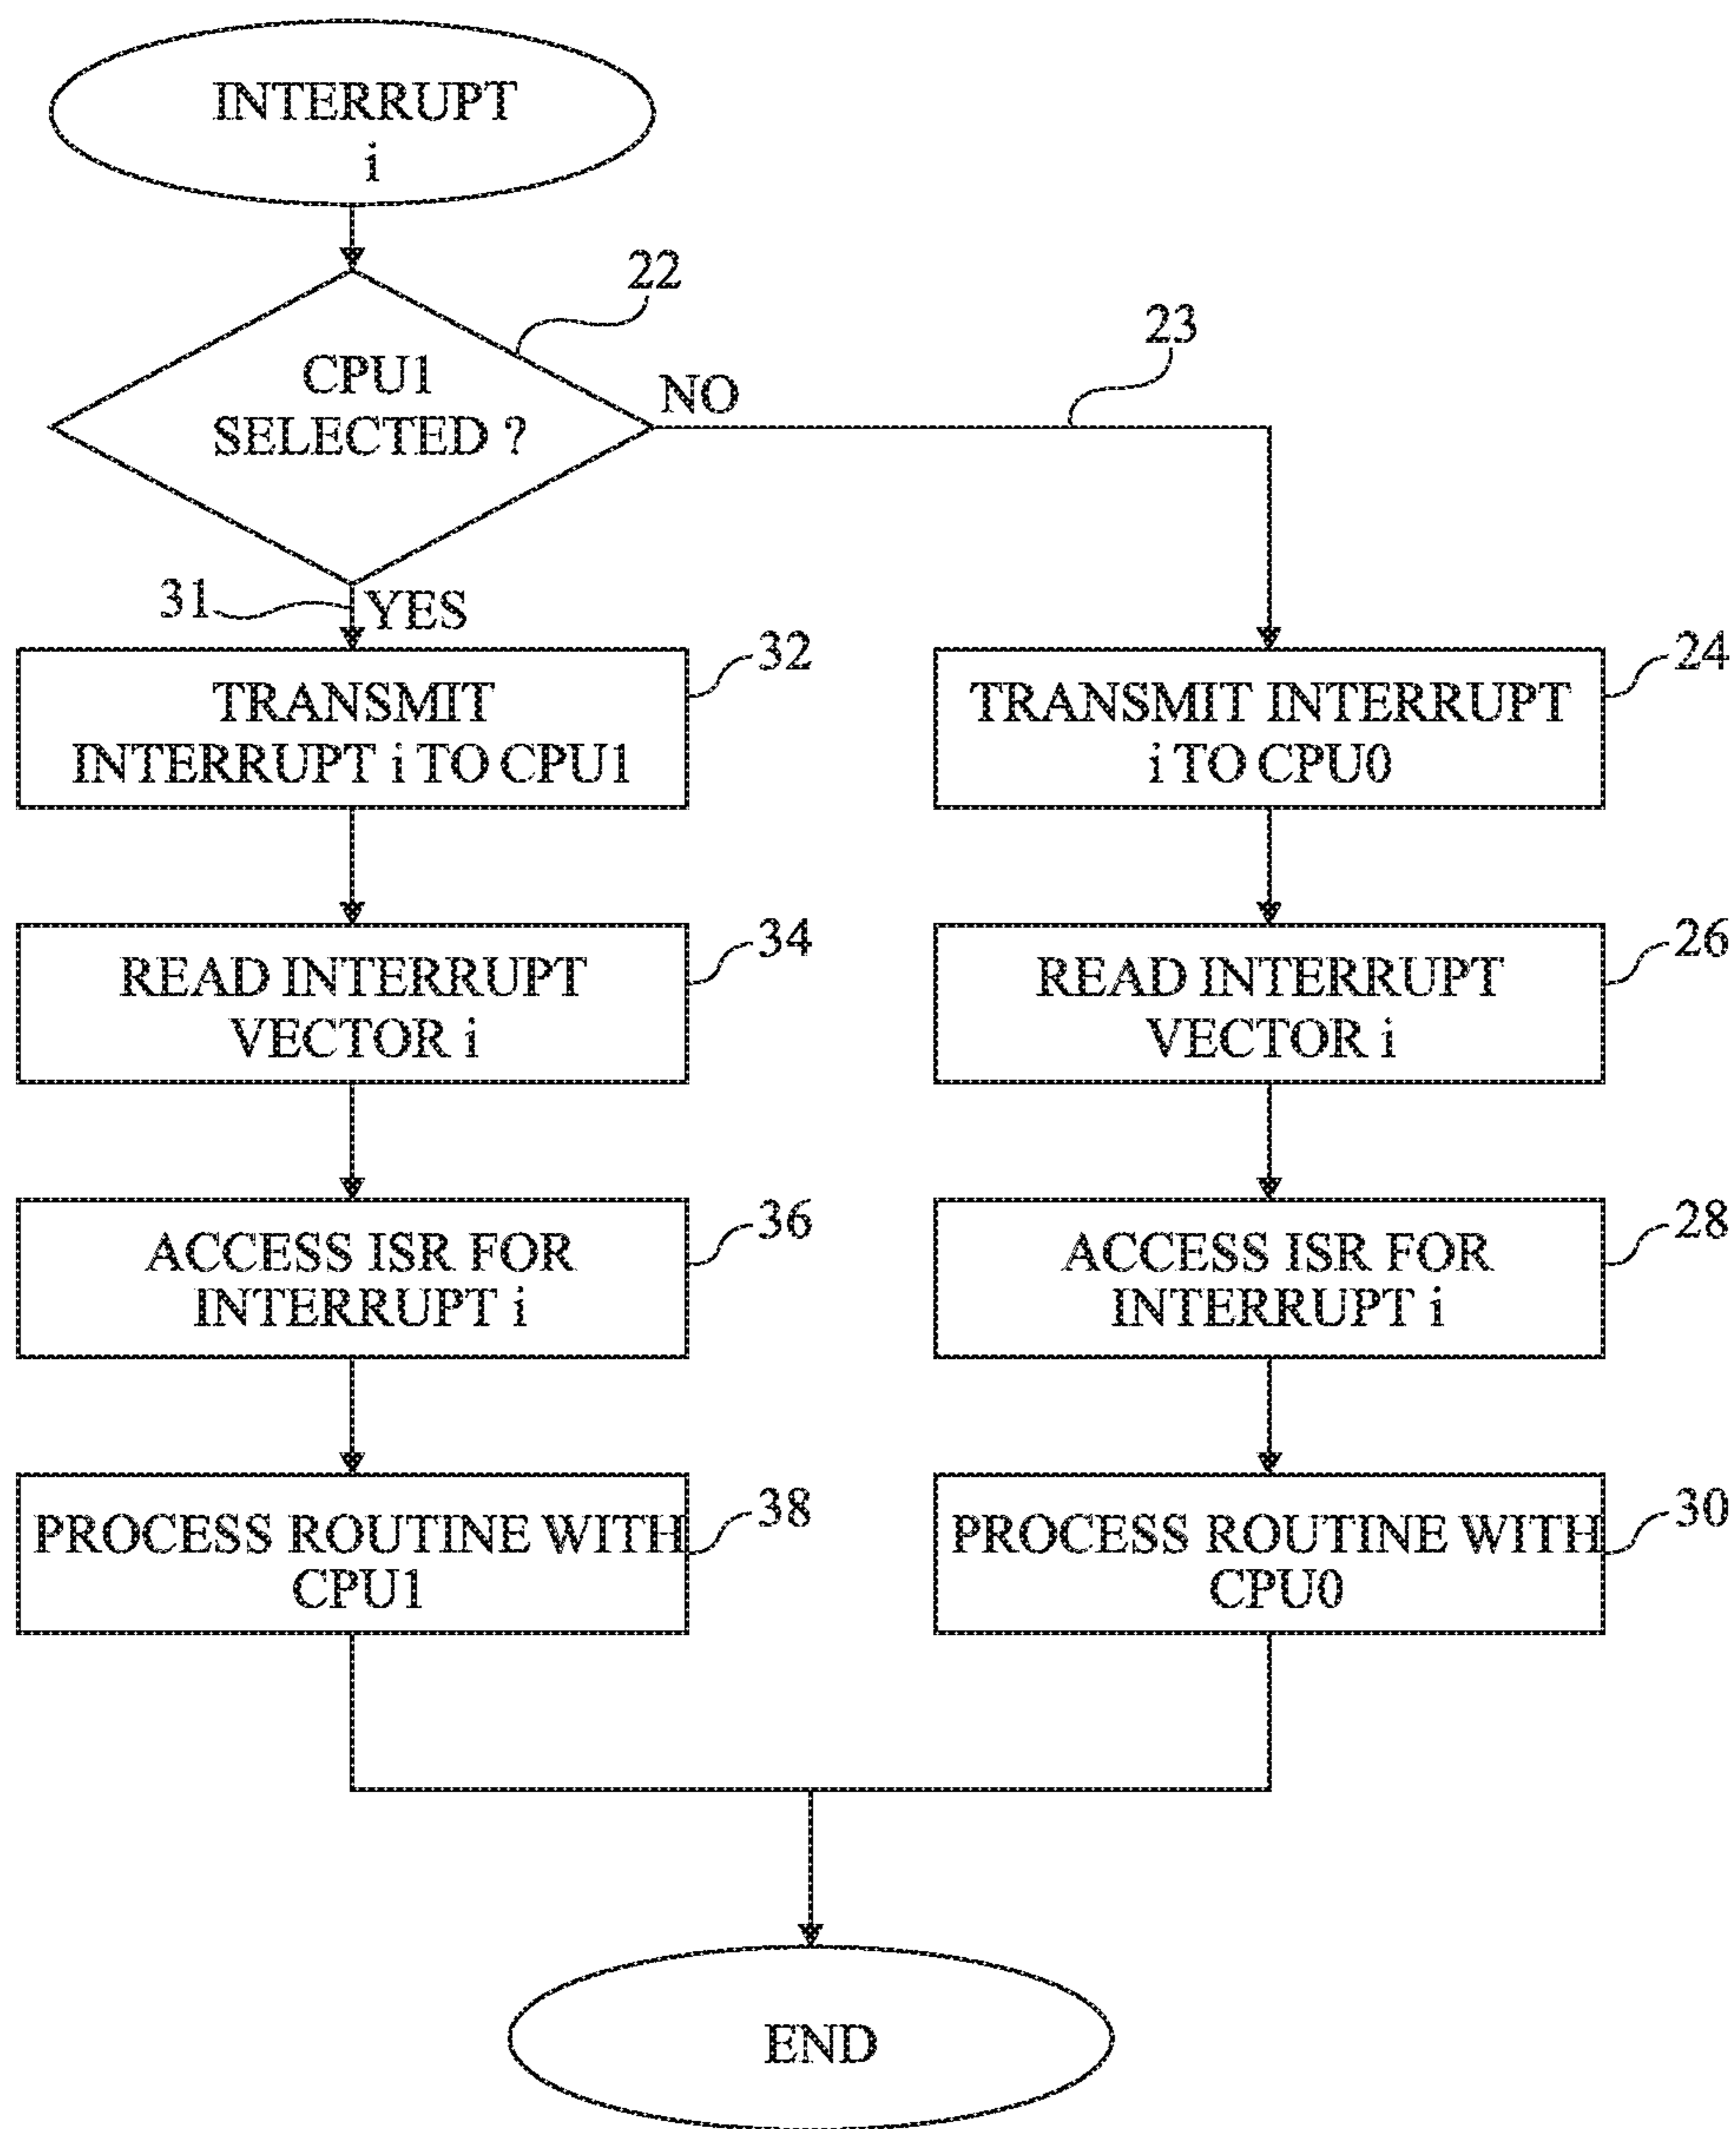 INTERRUPT
i
22
CPU1
SELECTED ?
NO
23
31
YES
TRANSMIT
INTERRUPT i TO CPU1
32
TRANSMIT INTERRUPT
i TO CPU0
24
READ INTERRUPT
VECTOR i
34
READ INTERRUPT
VECTOR i
26
ACCESS ISR FOR
INTERRUPT i
36
ACCESS ISR FOR
INTERRUPT i
28
PROCESS ROUTINE WITH
CPU1
38
PROCESS ROUTINE WITH
CPU0
30
END